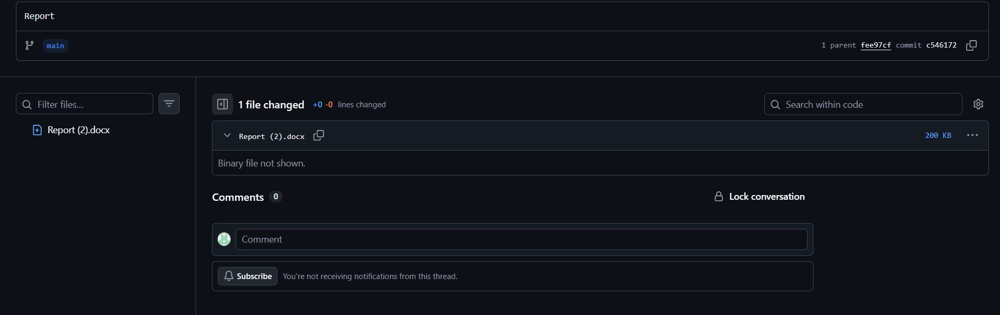 Report
main
1 parent fee97cf commit c546172
Filter files...
1 file changed +0 -0 lines changed
Search within code
Report (2).docx
Report (2).docx
200 KB
Binary file not shown.
Comments 0
Lock conversation
Comment
Subscribe You're not receiving notifications from this thread.